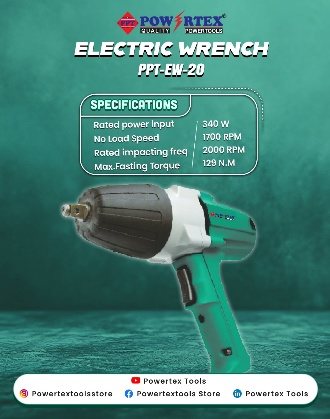 PPT POWERTEX
QUALITY POWERTOOLS
ELECTRIC WRENCH
PPT-EW-20
SPECIFICATIONS
Rated power input 340 W
No Load Speed 1700 RPM
Rated impacting freq 2000 RPM
Max.Fasting Torque 129 N.M
Powertex Tools
Powertextoolsstore Powertextools Store Powertex Tools